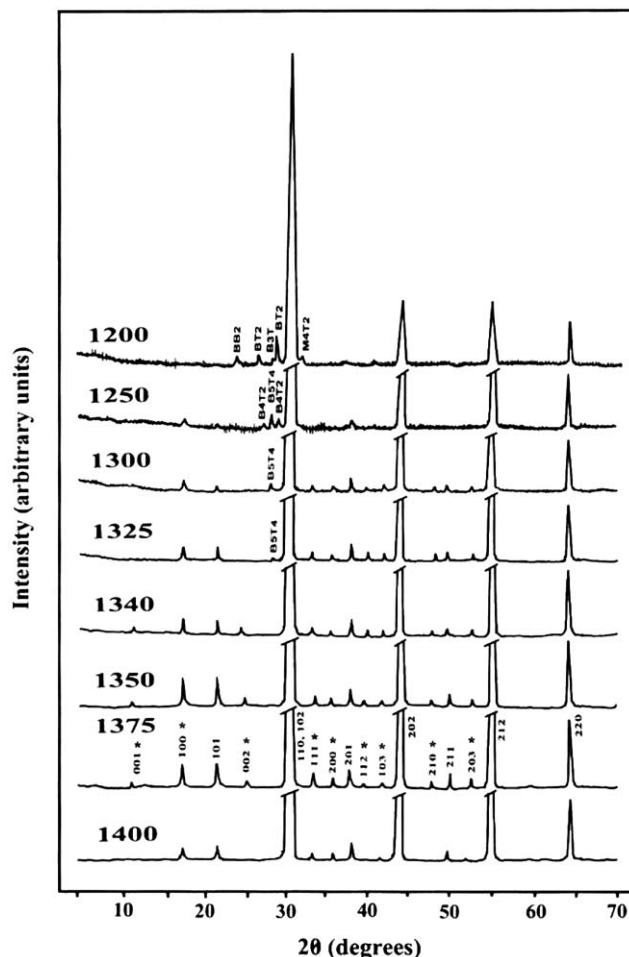 Intensity (arbitrary units)
1200
BB2
BT2
B3T
BT2
M4T2
1250
B4T2
B5T4
B4T2
1300
B5T4
1325
B5T4
1340
1350
1375
001 *
100 *
101
002 *
110, 102
111 *
200 *
201
112 *
103 *
202
210 *
211
203 *
212
220
1400
10 20 30 40 50 60 70
2θ (degrees)